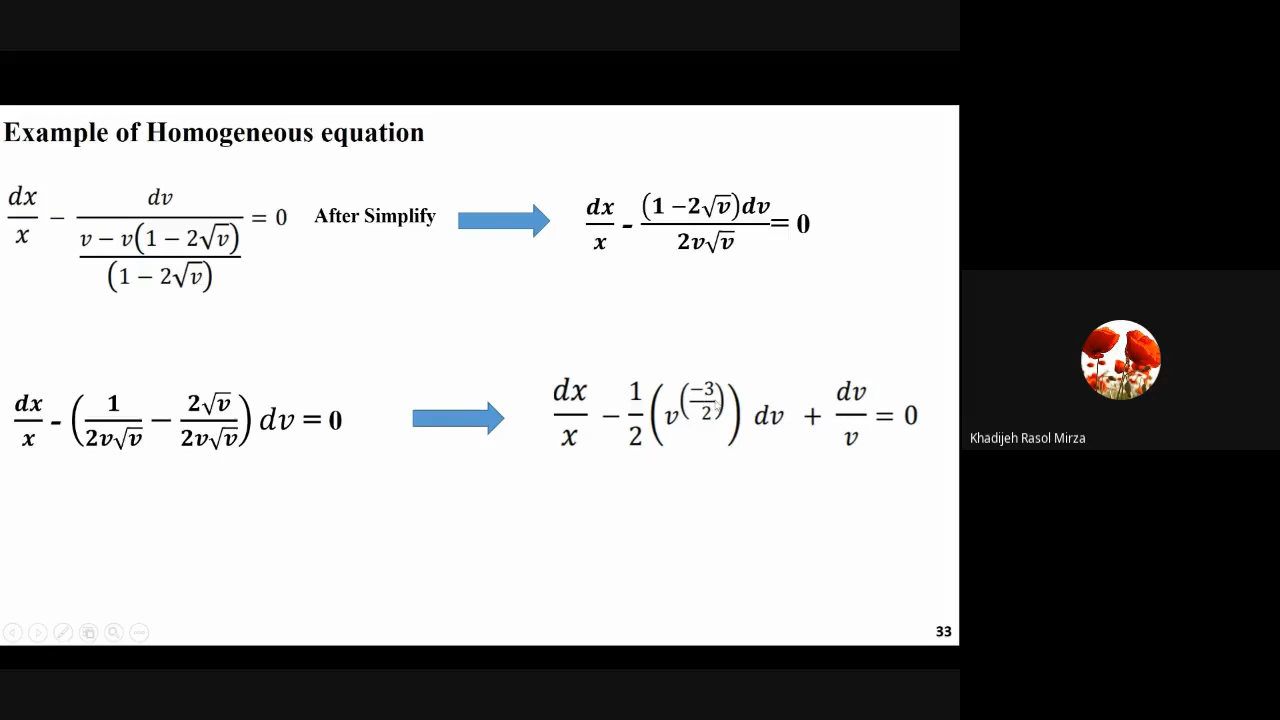 Example of Homogeneous equation
dx/x − dv/((v − v(1 − 2√v))/(1 − 2√v)) = 0 After Simplify dx/x - (1 −2√v)dv/2v√v = 0
dx/x - (1/2v√v − 2√v/2v√v) dv = 0 dx/x − 1/2 (v^(−3/2)) dv + dv/v = 0
Khadijeh Rasol Mirza
33